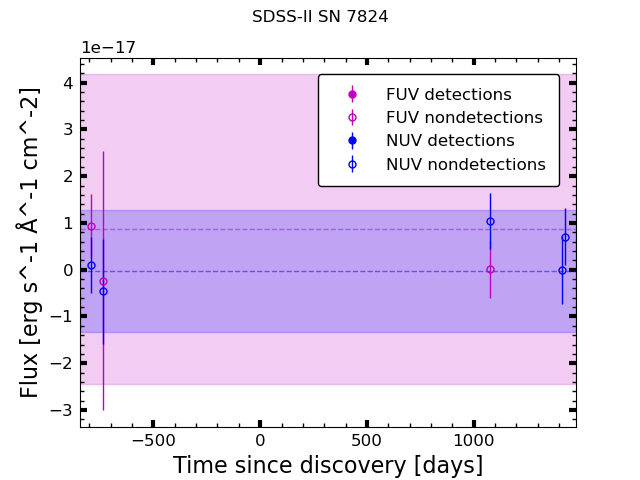 SDSS-II SN 7824
1e−17
FUV detections
FUV nondetections
NUV detections
NUV nondetections
4
3
2
1
0
−1
−2
−3
Flux [erg s^-1 Å^-1 cm^-2]
−500 0 500 1000
Time since discovery [days]